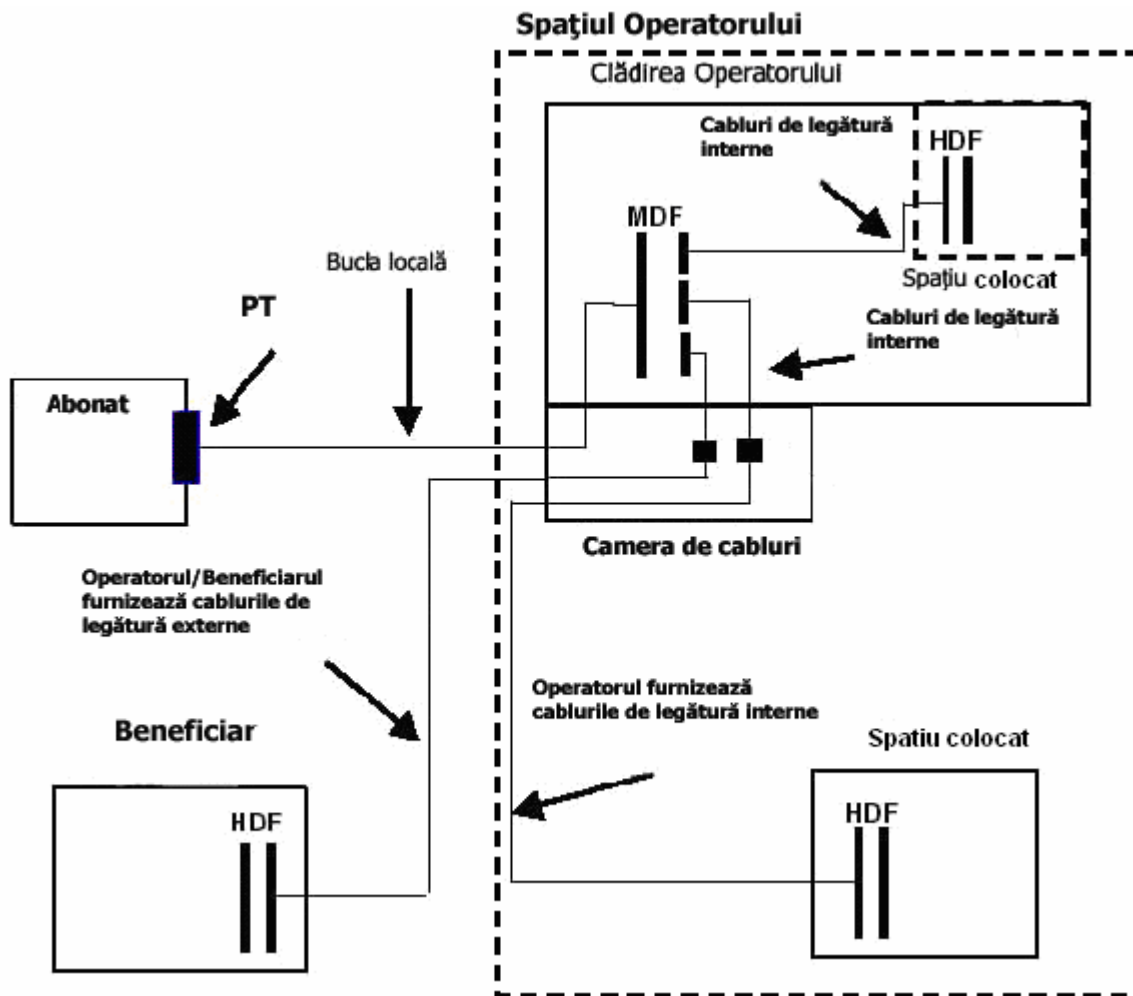 Spaţiul Operatorului
Clădirea Operatorului
Cabluri de legătură
interne
HDF
MDF
Bucla locală
Spaţiu colocat
PT
Cabluri de legătură
interne
Abonat
Camera de cabluri
Operatorul/Beneficiarul
furnizează cablurile de
legătură externe
Operatorul furnizează
cablurile de legătură interne
Beneficiar
Spatiu colocat
HDF
HDF